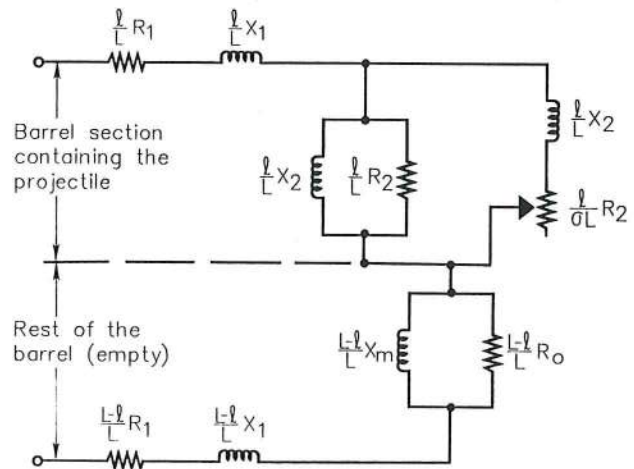 ℓ/L R₁
ℓ/L X₁
Barrel section
containing the
projectile
ℓ/L X₂
ℓ/L R₂
ℓ/L X₂
ℓ/σL R₂
Rest of the
barrel (empty)
L-ℓ/L Xₘ
L-ℓ/L R₀
L-ℓ/L R₁
L-ℓ/L X₁